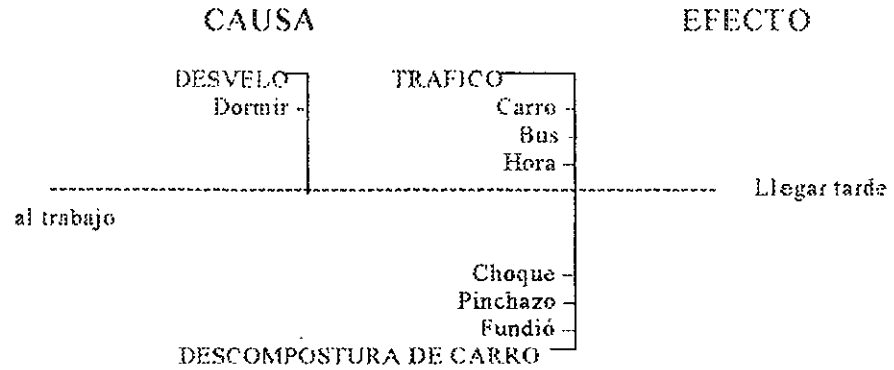 CAUSA EFECTO
DESVELO TRAFICO
Dormir Carro
Bus
Hora
Llegar tarde
al trabajo
Choque
Pinchazo
Fundió
DESCOMPOSTURA DE CARRO